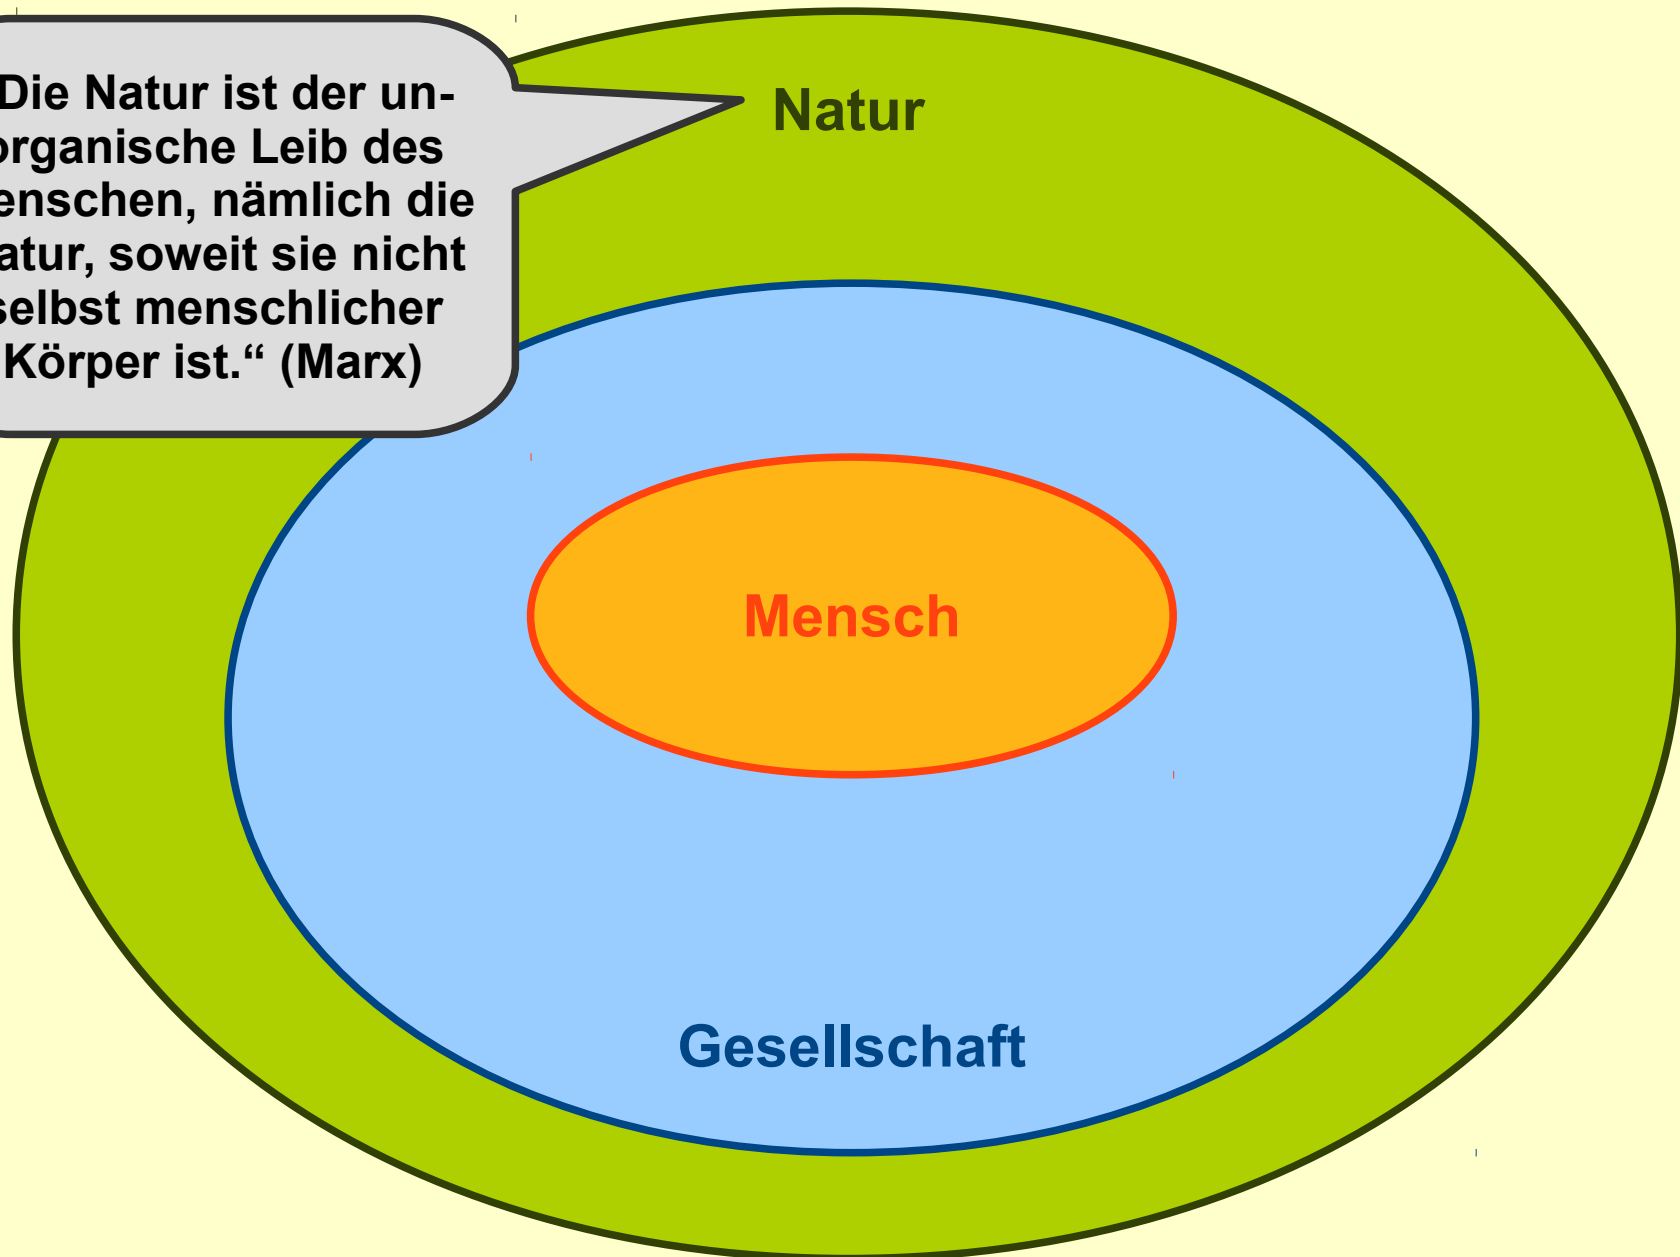 Die Natur ist der un-
organische Leib des
enschen, nämlich die
atur, soweit sie nicht
selbst menschlicher
Körper ist.“ (Marx)
Natur
Mensch
Gesellschaft